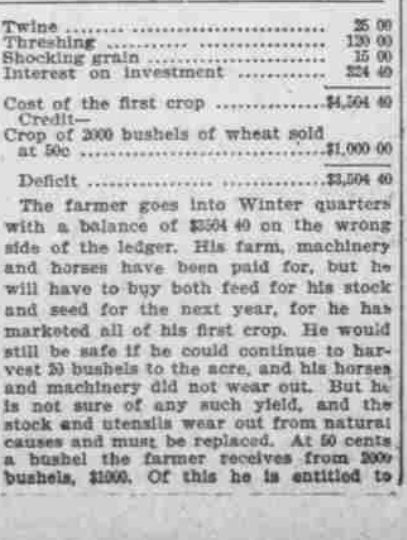 Twine ............................ 25 00
Threshing ....................... 120 00
Shocking grain ................... 15 00
Interest on investment ........... 324 40
Cost of the first crop ..........$4,504 40
Credit—
Crop of 2000 bushels of wheat sold
at 50c ..........................$1,000 00
Deficit .........................$3,504 40
The farmer goes into Winter quarters
with a balance of $3504 40 on the wrong
side of the ledger. His farm, machinery
and horses have been paid for, but he
will have to buy both feed for his stock
and seed for the next year, for he has
marketed all of his first crop. He would
still be safe if he could continue to har-
vest 20 bushels to the acre, and his horses
and machinery did not wear out. But he
is not sure of any such yield, and the
stock and utensils wear out from natural
causes and must be replaced. At 50 cents
a bushel the farmer receives from 2000
bushels, $1000. Of this he is entitled to